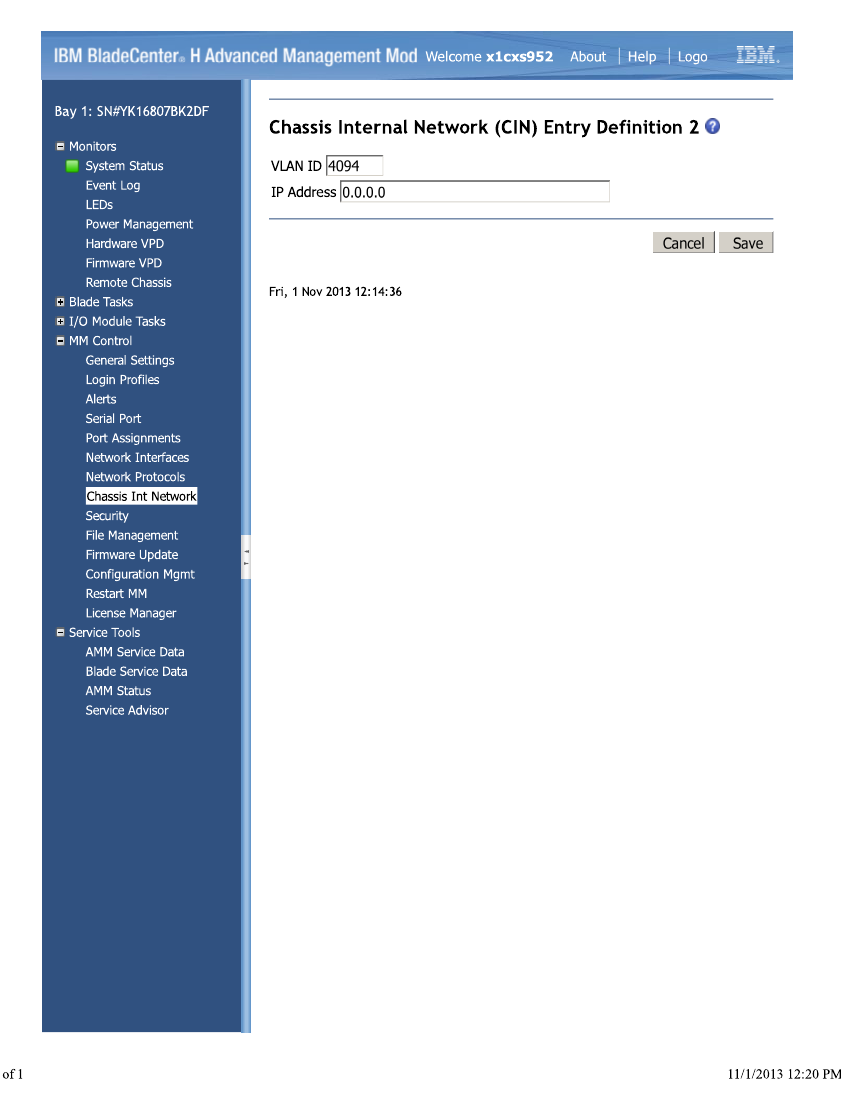 IBM BladeCenter® H Advanced Management Mod Welcome x1cxs952 About Help Logo IBM.
Bay 1: SN#YK16807BK2DF
Monitors
System Status
Event Log
LEDs
Power Management
Hardware VPD
Firmware VPD
Remote Chassis
Blade Tasks
I/O Module Tasks
MM Control
General Settings
Login Profiles
Alerts
Serial Port
Port Assignments
Network Interfaces
Network Protocols
Chassis Int Network
Security
File Management
Firmware Update
Configuration Mgmt
Restart MM
License Manager
Service Tools
AMM Service Data
Blade Service Data
AMM Status
Service Advisor
Chassis Internal Network (CIN) Entry Definition 2 ?
VLAN ID 4094
IP Address 0.0.0.0
Cancel Save
Fri, 1 Nov 2013 12:14:36
of 1
11/1/2013 12:20 PM